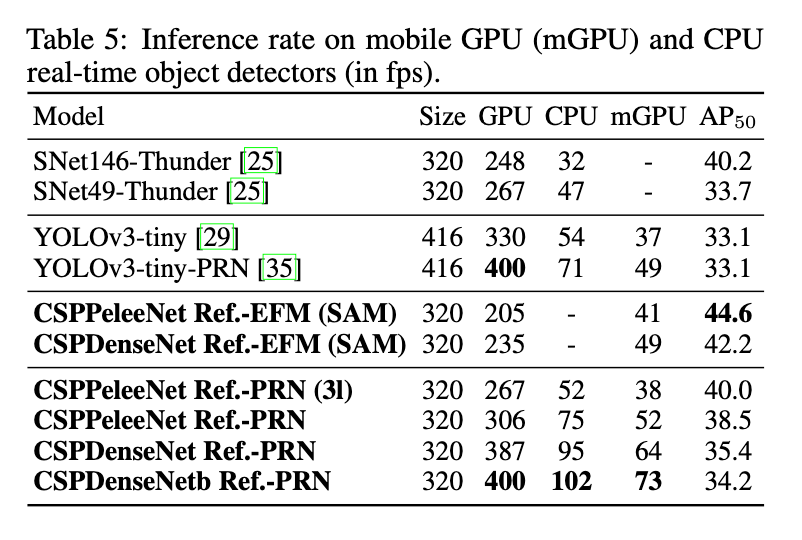 Table 5: Inference rate on mobile GPU (mGPU) and CPU
real-time object detectors (in fps).
Model Size GPU CPU mGPU AP50
SNet146-Thunder [25] 320 248 32 - 40.2
SNet49-Thunder [25] 320 267 47 - 33.7
YOLOv3-tiny [29] 416 330 54 37 33.1
YOLOv3-tiny-PRN [35] 416 400 71 49 33.1
CSPPeleeNet Ref.-EFM (SAM) 320 205 - 41 44.6
CSPDenseNet Ref.-EFM (SAM) 320 235 - 49 42.2
CSPPeleeNet Ref.-PRN (3l) 320 267 52 38 40.0
CSPPeleeNet Ref.-PRN 320 306 75 52 38.5
CSPDenseNet Ref.-PRN 320 387 95 64 35.4
CSPDenseNetb Ref.-PRN 320 400 102 73 34.2